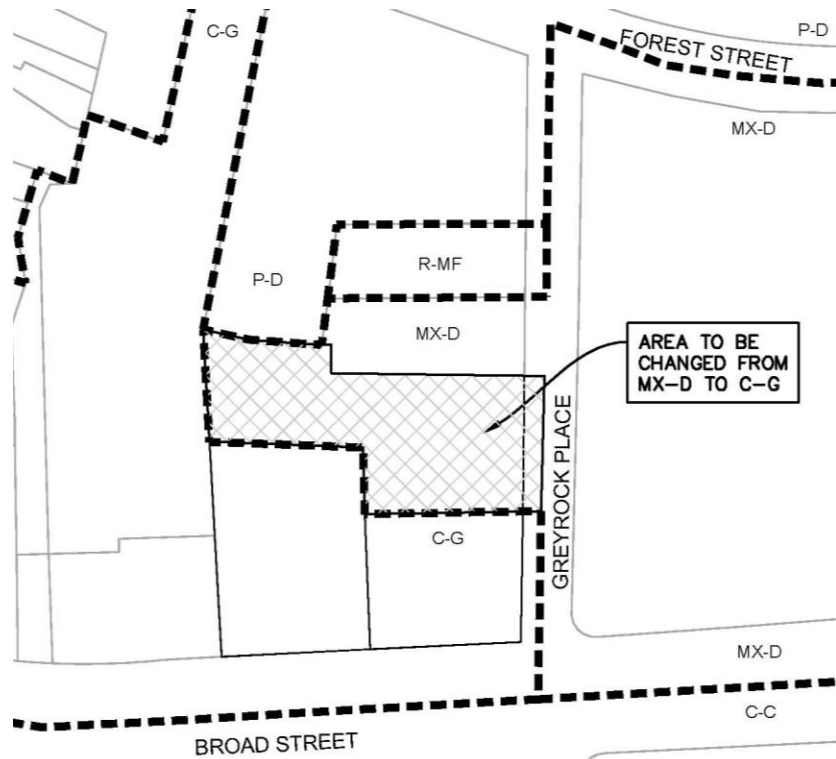 C-G
P-D
FOREST STREET
MX-D
R-MF
P-D
MX-D
AREA TO BE
CHANGED FROM
MX-D TO C-G
GREYROCK PLACE
C-G
MX-D
C-C
BROAD STREET